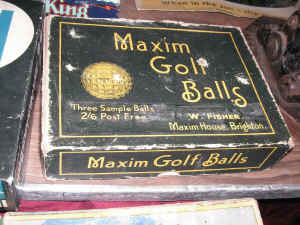 King
Maxim
Golf
Balls
Three Sample Balls
2/6 Post Free
W. FISHER
Maxim House, Brighton.
Maxim Golf Balls